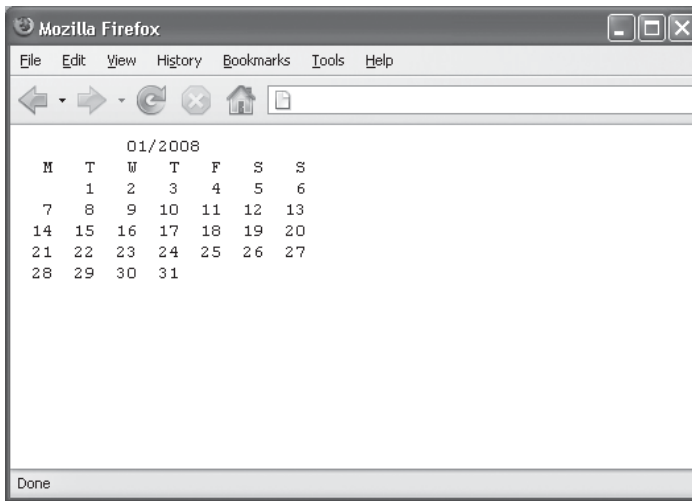 Mozilla Firefox
File Edit View History Bookmarks Tools Help
01/2008
M T W T F S S
1 2 3 4 5 6
7 8 9 10 11 12 13
14 15 16 17 18 19 20
21 22 23 24 25 26 27
28 29 30 31
Done